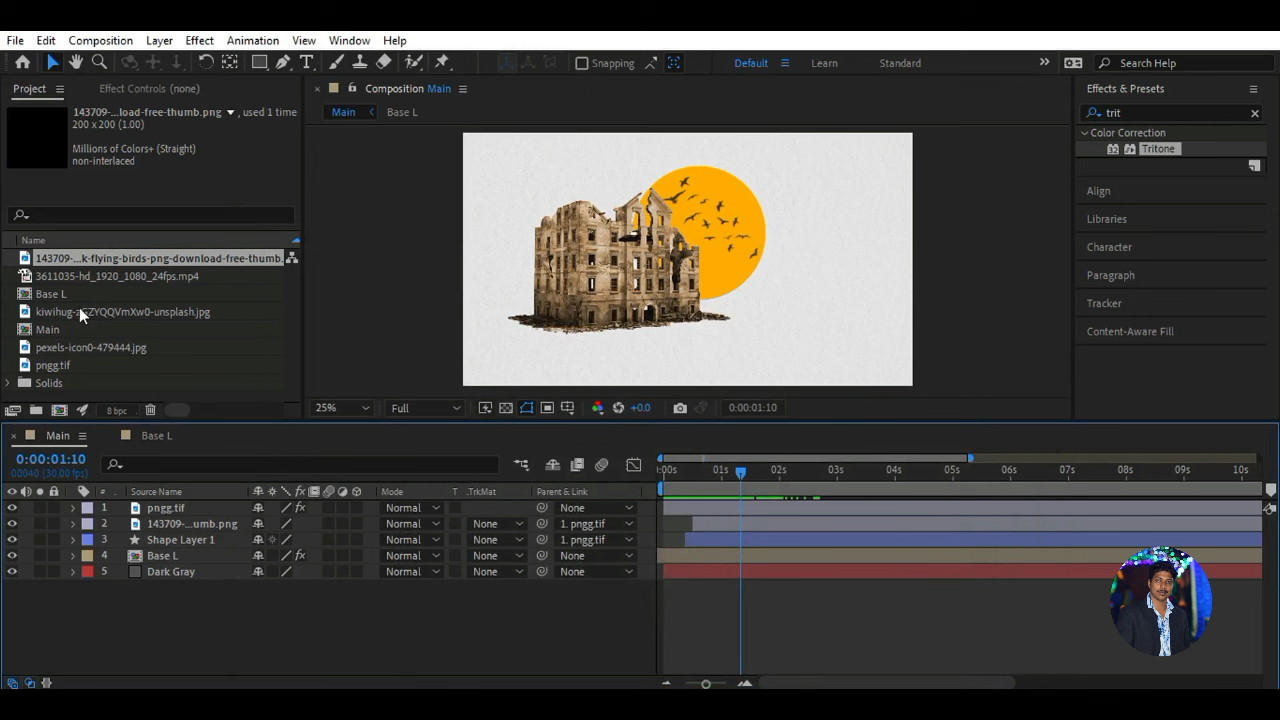 File Edit Composition Layer Effect Animation View Window Help
Snapping Default Learn Standard Search Help
Project Effect Controls (none) Composition Main Effects & Presets
143709-...load-free-thumb.png , used 1 time
200 x 200 (1.00)
Millions of Colors+ (Straight)
non-interlaced
Main Base L
trit
Color Correction
32 Tritone
Align
Libraries
Character
Paragraph
Tracker
Content-Aware Fill
Name
143709-...k-flying-birds-png-download-free-thumb.
3611035-hd_1920_1080_24fps.mp4
Base L
Main
pexels-icon0-479444.jpg
pngg.tif
Solids
8 bpc
25% Full +0.0 0:00:01:10
Main Base L
0:00:01:10
00040 (30.00 fps)
:00s 01s 02s 03s 04s 05s 06s 07s 08s 09s 10s
# Source Name Mode T .TrkMat Parent & Link
1 pngg.tif Normal None
2 143709-...umb.png Normal None 1. pngg.tif
3 Shape Layer 1 Normal None 1. pngg.tif
4 Base L Normal None None
5 Dark Gray Normal None None